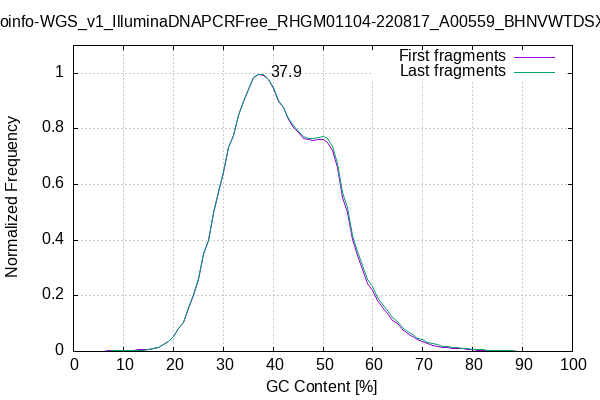 oinfo-WGS_v1_IlluminaDNAPCRFree_RHGM01104-220817_A00559_BHNVWTDSX
First fragments
Last fragments
37.9
Normalized Frequency
1
0.8
0.6
0.4
0.2
0
0 10 20 30 40 50 60 70 80 90 100
GC Content [%]